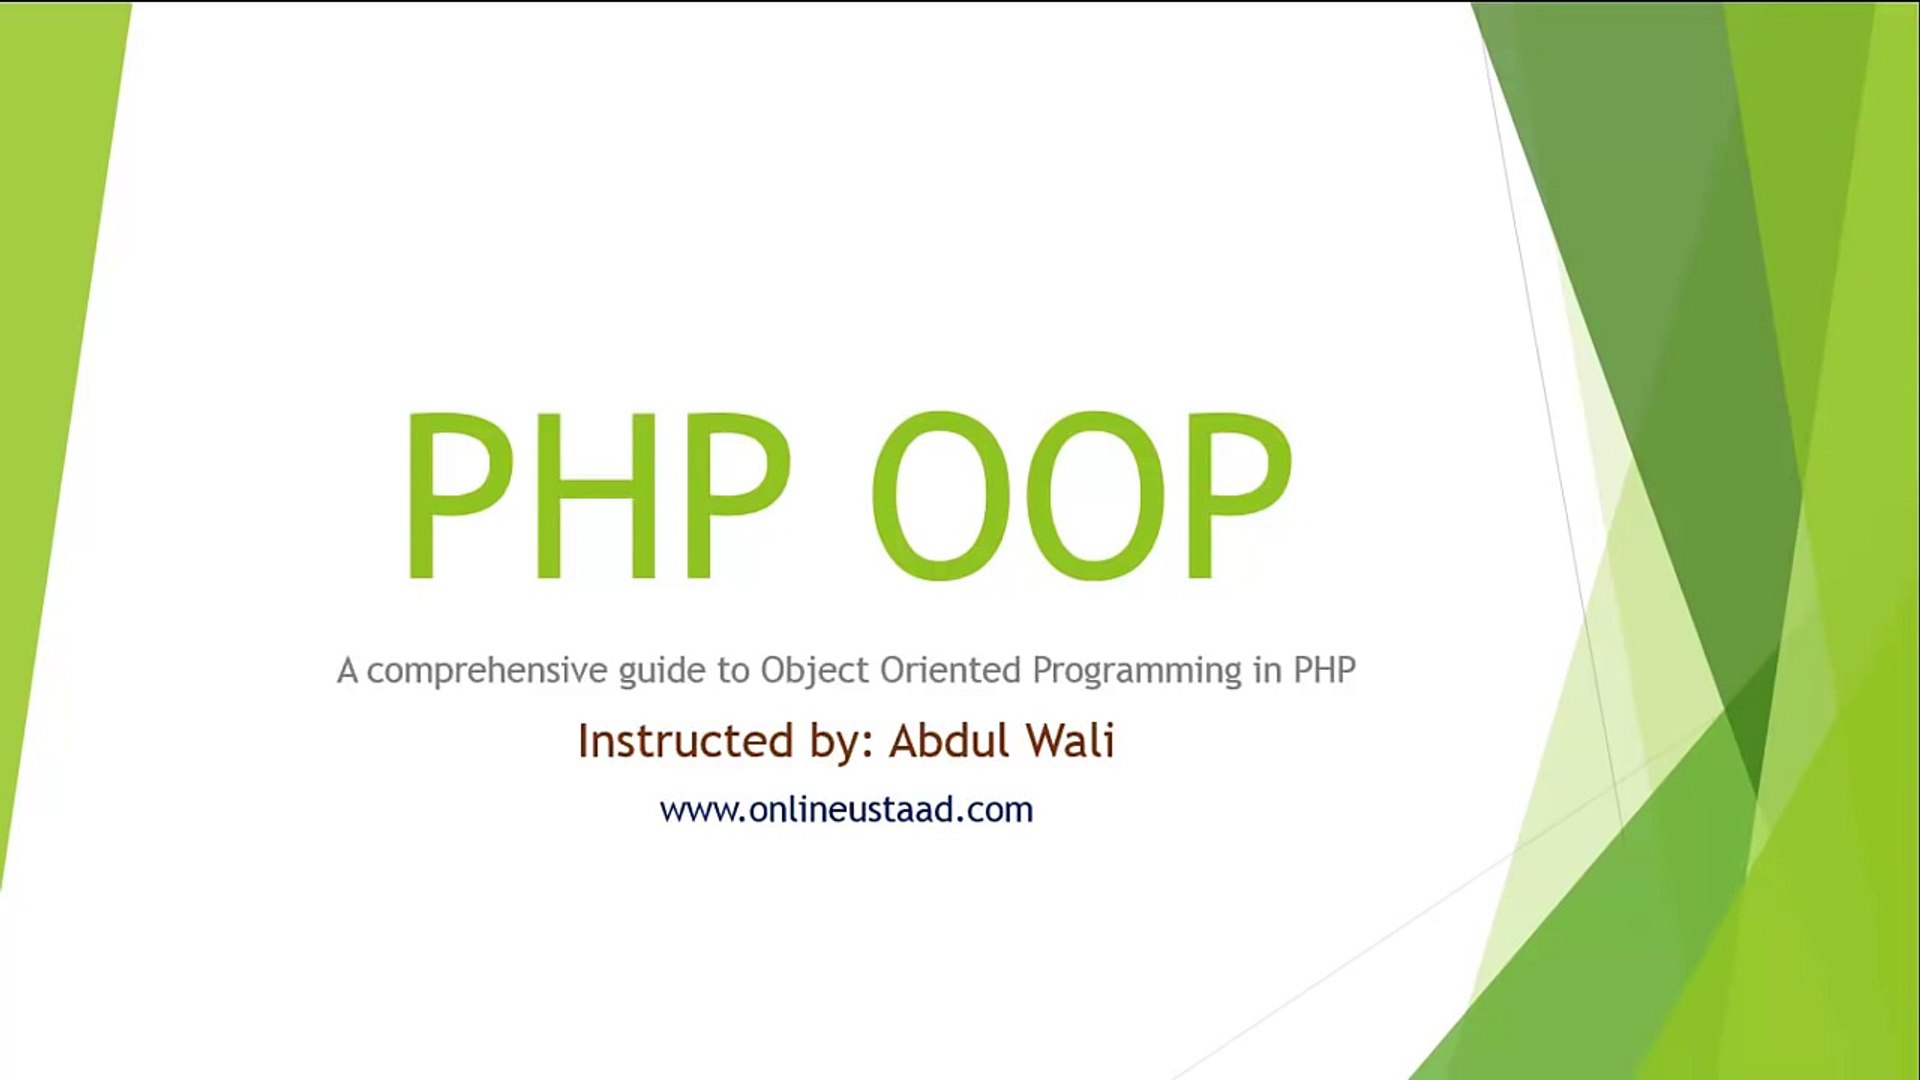 PHP OOP
A comprehensive guide to Object Oriented Programming in PHP
Instructed by: Abdul Wali
www.onlineustaad.com